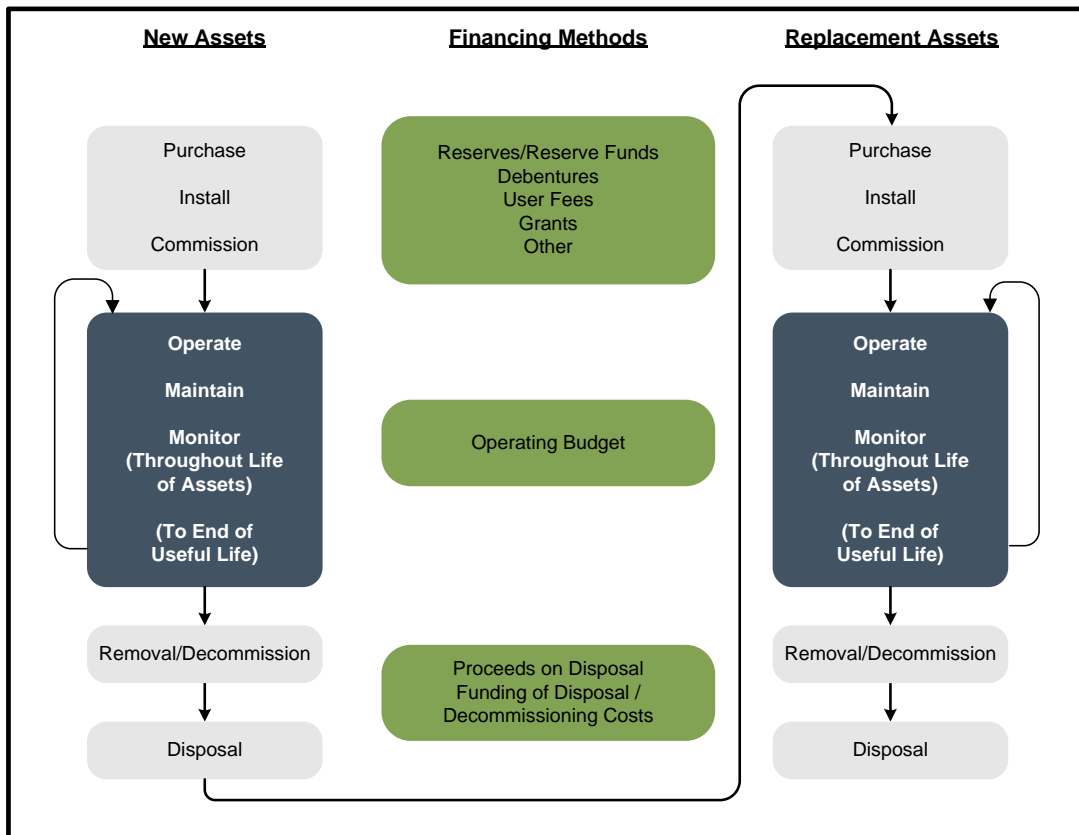 New Assets
Financing Methods
Replacement Assets
Purchase
Install
Commission
Operate
Maintain
Monitor
(Throughout Life
of Assets)
(To End of
Useful Life)
Removal/Decommission
Disposal
Reserves/Reserve Funds
Debentures
User Fees
Grants
Other
Operating Budget
Proceeds on Disposal
Funding of Disposal /
Decommissioning Costs
Purchase
Install
Commission
Operate
Maintain
Monitor
(Throughout Life
of Assets)
(To End of
Useful Life)
Removal/Decommission
Disposal